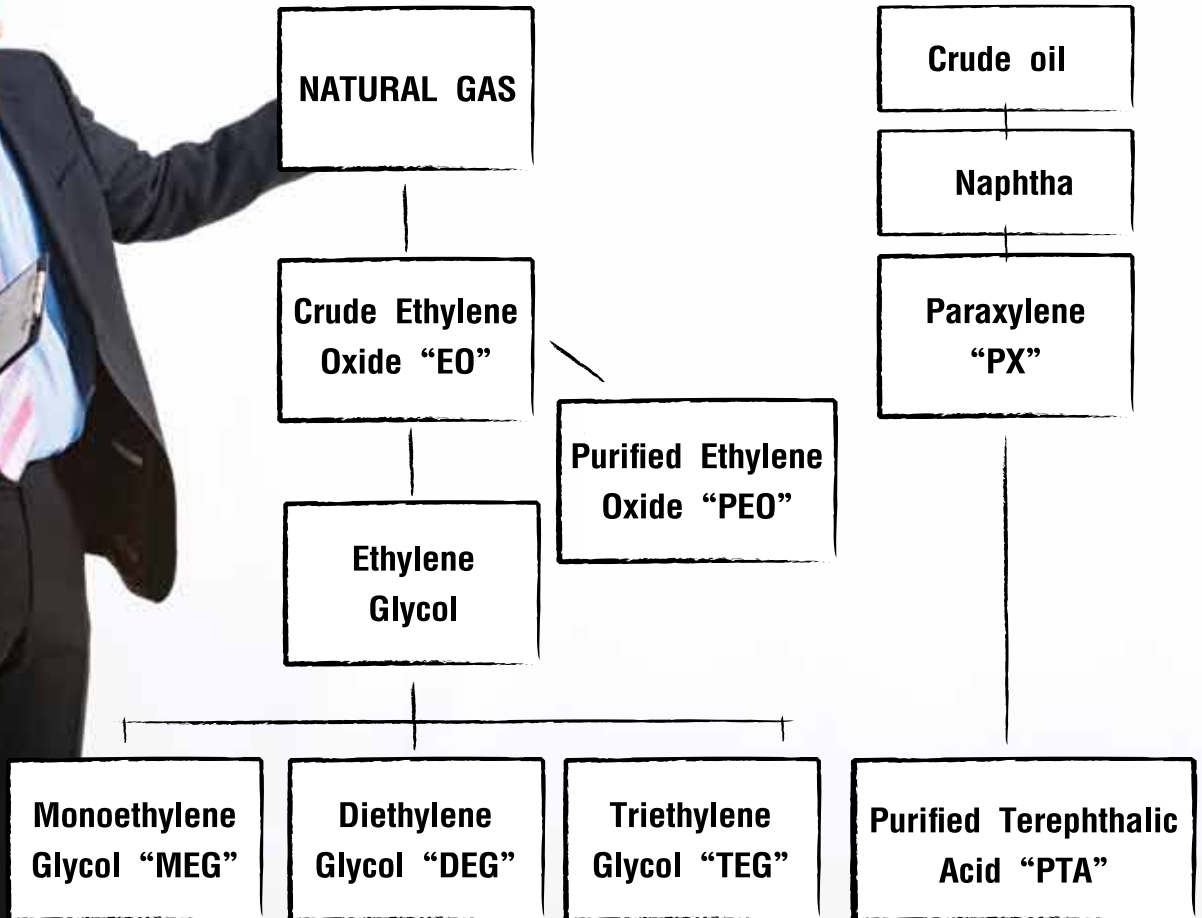 NATURAL GAS
Crude Ethylene
Oxide “EO”
Purified Ethylene
Oxide “PEO”
Ethylene
Glycol
Monoethylene
Glycol “MEG”
Diethylene
Glycol “DEG”
Triethylene
Glycol “TEG”
Crude oil
Naphtha
Paraxylene
“PX”
Purified Terephthalic
Acid “PTA”